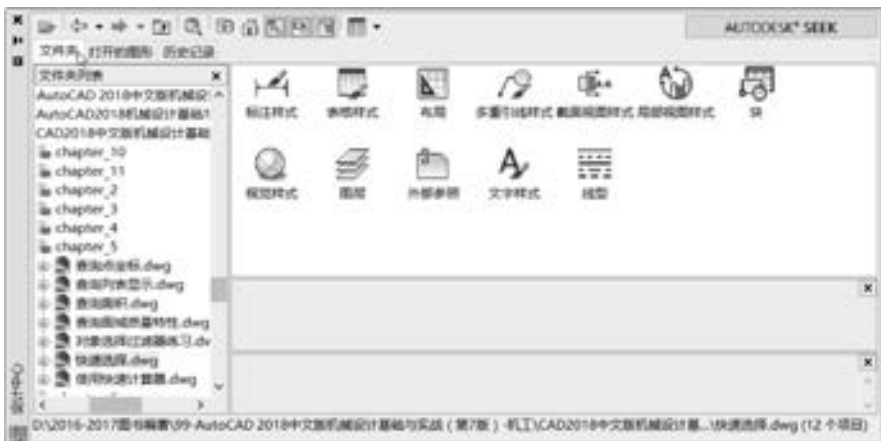 AUTODESK® SEEK
文件夹 打开的图形 历史记录
文件夹列表
AutoCAD 2018中文版机械设
AutoCAD2018机械设计基础
CAD2018中文版机械设计基础
chapter_10
chapter_11
chapter_2
chapter_3
chapter_4
chapter_5
查询点坐标.dwg
查询列表显示.dwg
查询面积.dwg
查询面域质量特性.dwg
对象选择过滤器练习.dv
快速选择.dwg
使用快速计算器.dwg
标注样式 表格样式 布局 多重引线样式 截面视图样式 局部视图样式 块
视觉样式 图层 外部参照 文字样式 线型
设计中心
D:\2016-2017图书编著\99-AutoCAD 2018中文版机械设计基础与实战（第7版）-机工\CAD2018中文版机械设计基...\快速选择.dwg (12 个项目)